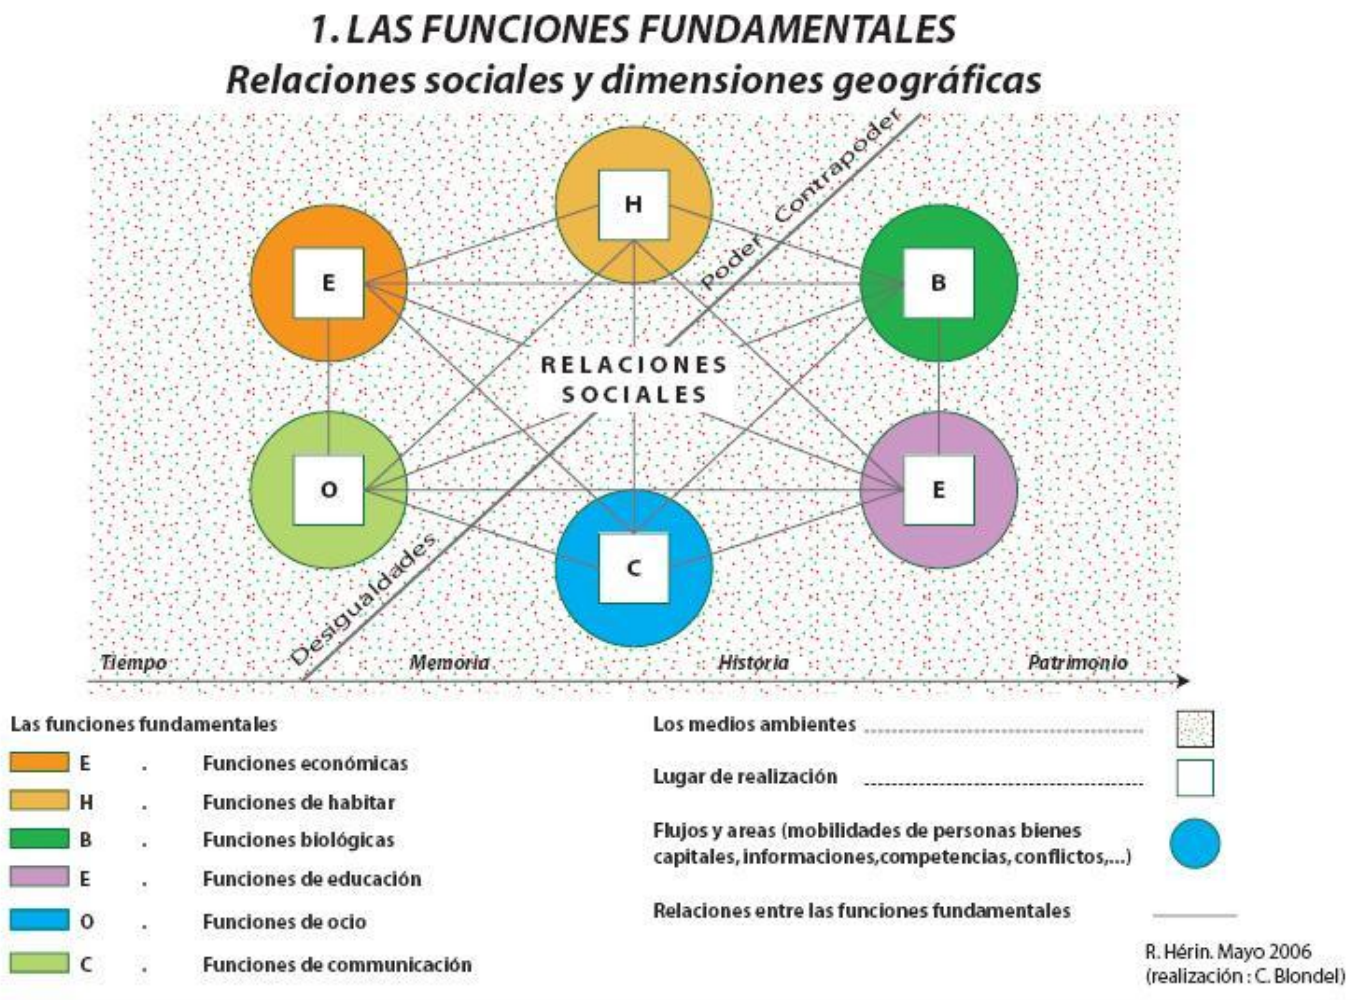 1. LAS FUNCIONES FUNDAMENTALES
Relaciones sociales y dimensiones geográficas
H
Poder - Contrapoder
E
B
RELACIONES
SOCIALES
O
E
C
Desigualdades
Tiempo
Memoria
Historia
Patrimonio
Las funciones fundamentales
E . Funciones económicas
H . Funciones de habitar
B . Funciones biológicas
E . Funciones de educación
O . Funciones de ocio
C . Funciones de communicación
Los medios ambientes
Lugar de realización
Flujos y areas (mobilidades de personas bienes
capitales, informaciones,competencias, conflictos,...)
Relaciones entre las funciones fundamentales
R. Hérin. Mayo 2006
(realización : C. Blondel)